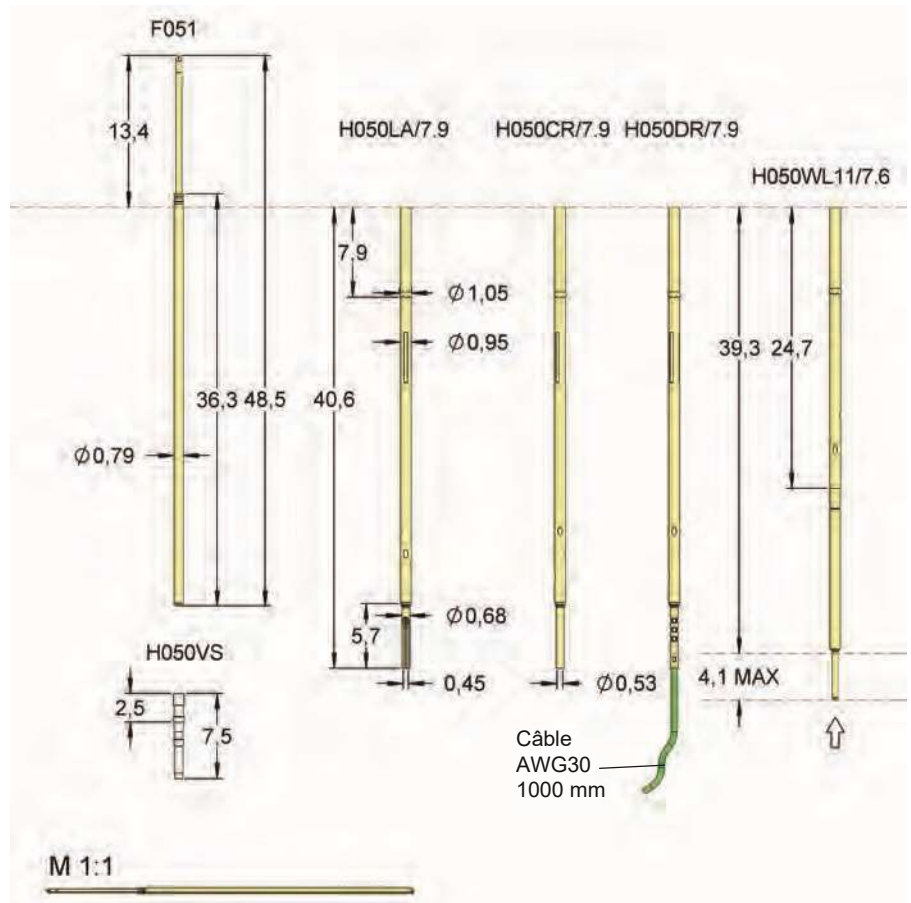 F051
13,4
H050LA/7.9
H050CR/7.9
H050DR/7.9
H050WL11/7.6
7,9
Ø1,05
Ø0,95
39,3
24,7
36,3
48,5
40,6
Ø0,79
Ø0,68
5,7
H050VS
0,45
Ø0,53
4,1 MAX
2,5
7,5
Câble
AWG30
1000 mm
M 1:1